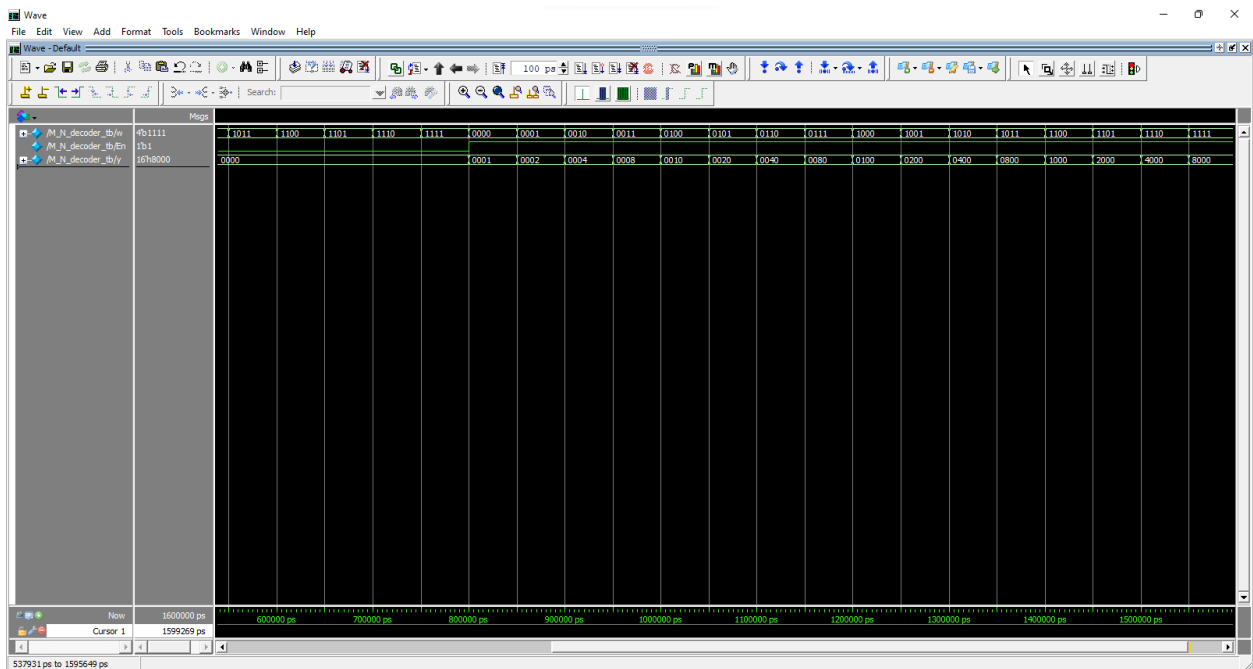 Wave
File Edit View Add Format Tools Bookmarks Window Help
Wave - Default
100 ps
Search:
Msgs
/M_N_decoder_tb/w 4'b1111 1011 1100 1101 1110 1111 0000 0001 0010 0011 0100 0101 0110 0111 1000 1001 1010 1011 1100 1101 1110 1111
/M_N_decoder_tb/En 1'b1
/M_N_decoder_tb/y 16'h8000 0000 0001 0002 0004 0008 0010 0020 0040 0080 0100 0200 0400 0800 1000 2000 4000 8000
Now 1600000 ps 600000 ps 700000 ps 800000 ps 900000 ps 1000000 ps 1100000 ps 1200000 ps 1300000 ps 1400000 ps 1500000 ps
Cursor 1 1599269 ps
537931 ps to 1595649 ps